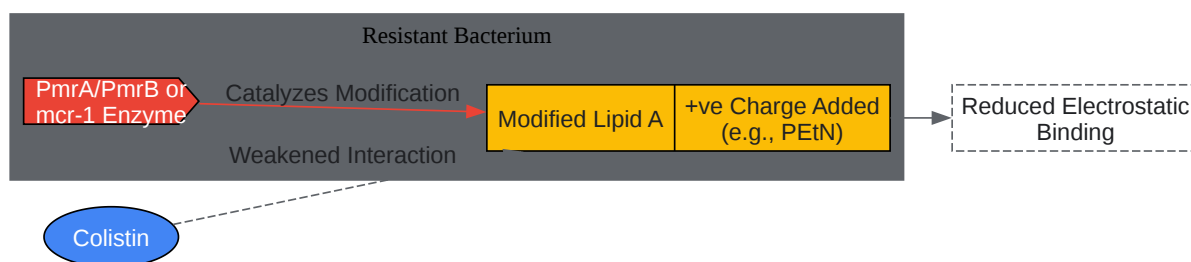 Resistant Bacterium
PmrA/PmrB or
mcr-1 Enzyme
Catalyzes Modification
Modified Lipid A
+ve Charge Added
(e.g., PEtN)
Reduced Electrostatic
Binding
Weakened Interaction
Colistin